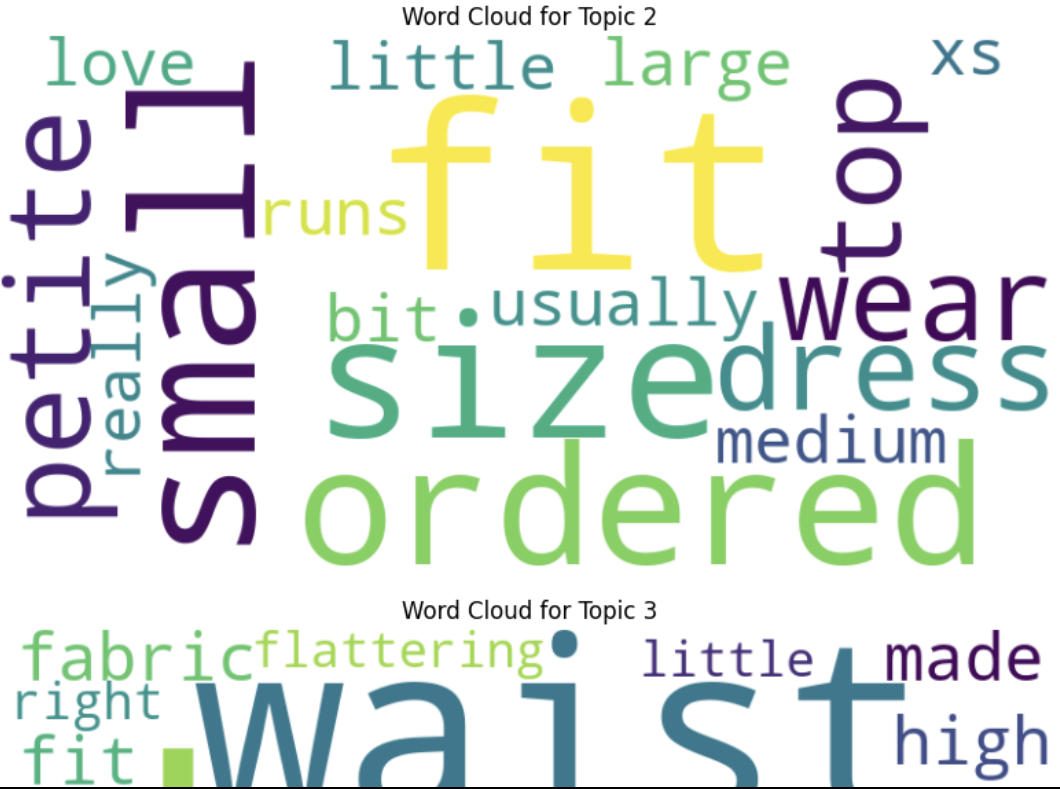 Word Cloud for Topic 2
love little large xs
petite small fit top
runs
really bit usually wear
size dress
medium
ordered
Word Cloud for Topic 3
fabric flattering little made
right waist high
fit